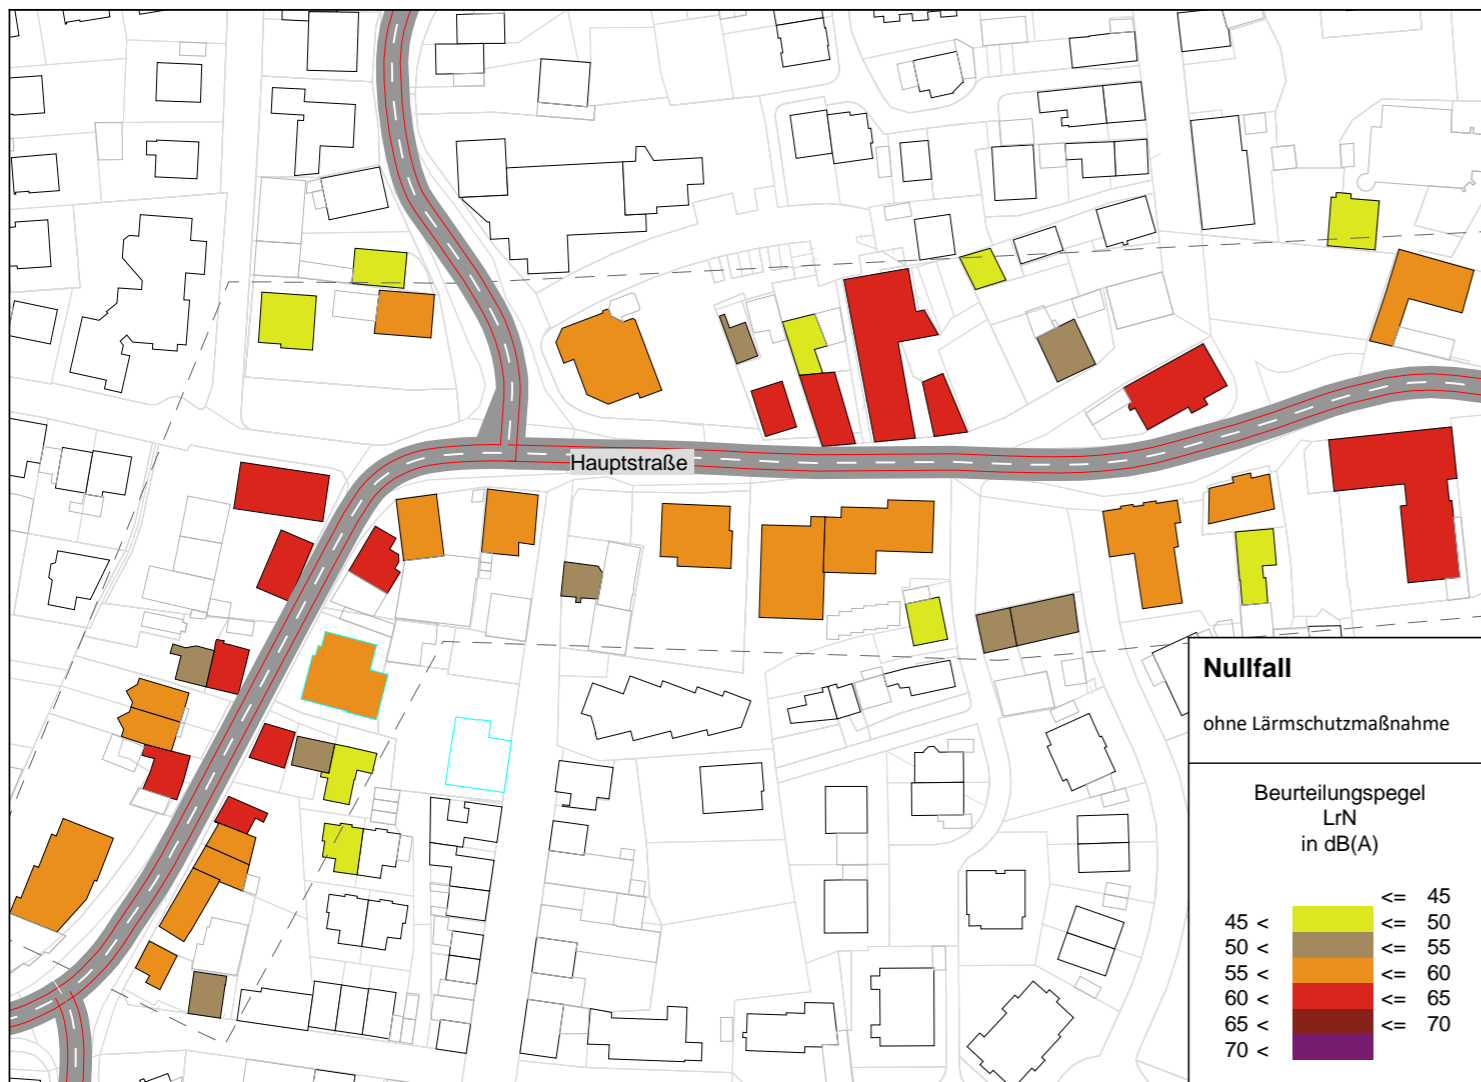 Hauptstraße
Nullfall
ohne Lärmschutzmaßnahme
Beurteilungspegel
LrN
in dB(A)
<= 45
45 < <= 50
50 < <= 55
55 < <= 60
60 < <= 65
65 < <= 70
70 <